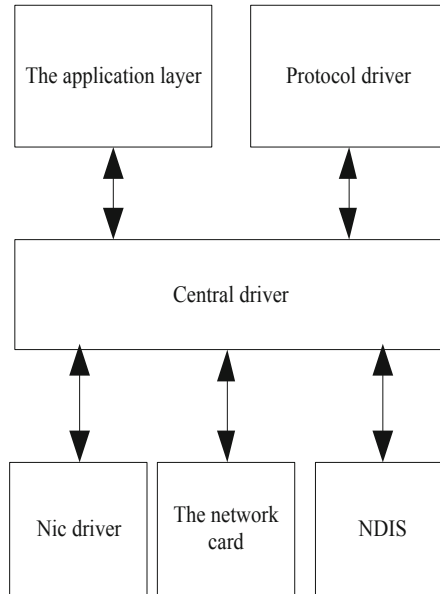 The application layer
Protocol driver
Central driver
Nic driver
The network
card
NDIS